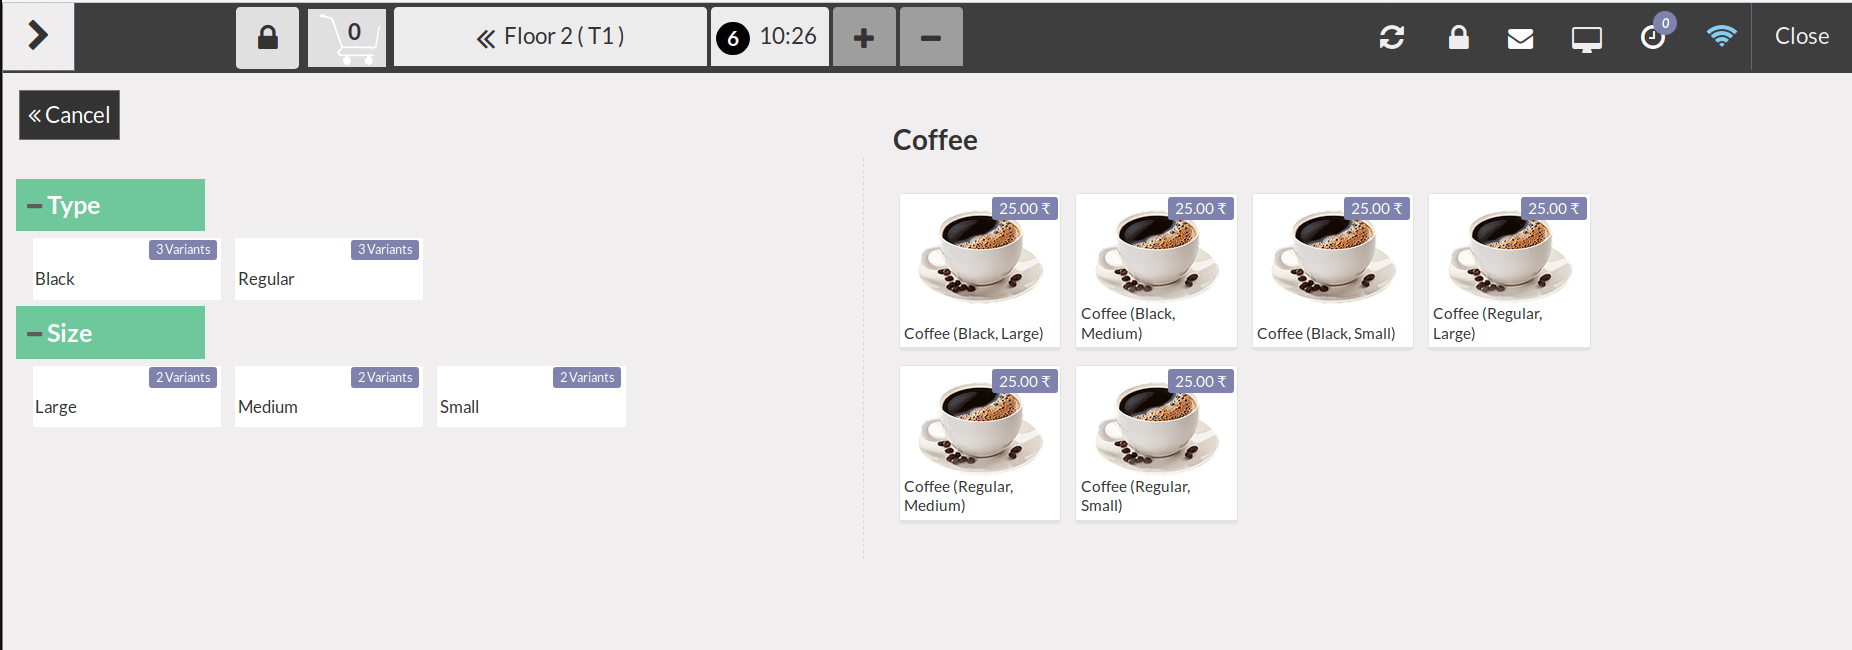 0
Floor 2 ( T1 )
6 10:26
0
Close
Cancel
Coffee
Type
3 Variants
Black
3 Variants
Regular
Size
2 Variants
Large
2 Variants
Medium
2 Variants
Small
25.00 ₹
Coffee (Black, Large)
25.00 ₹
Coffee (Black,
Medium)
25.00 ₹
Coffee (Black, Small)
25.00 ₹
Coffee (Regular,
Large)
25.00 ₹
Coffee (Regular,
Medium)
25.00 ₹
Coffee (Regular,
Small)